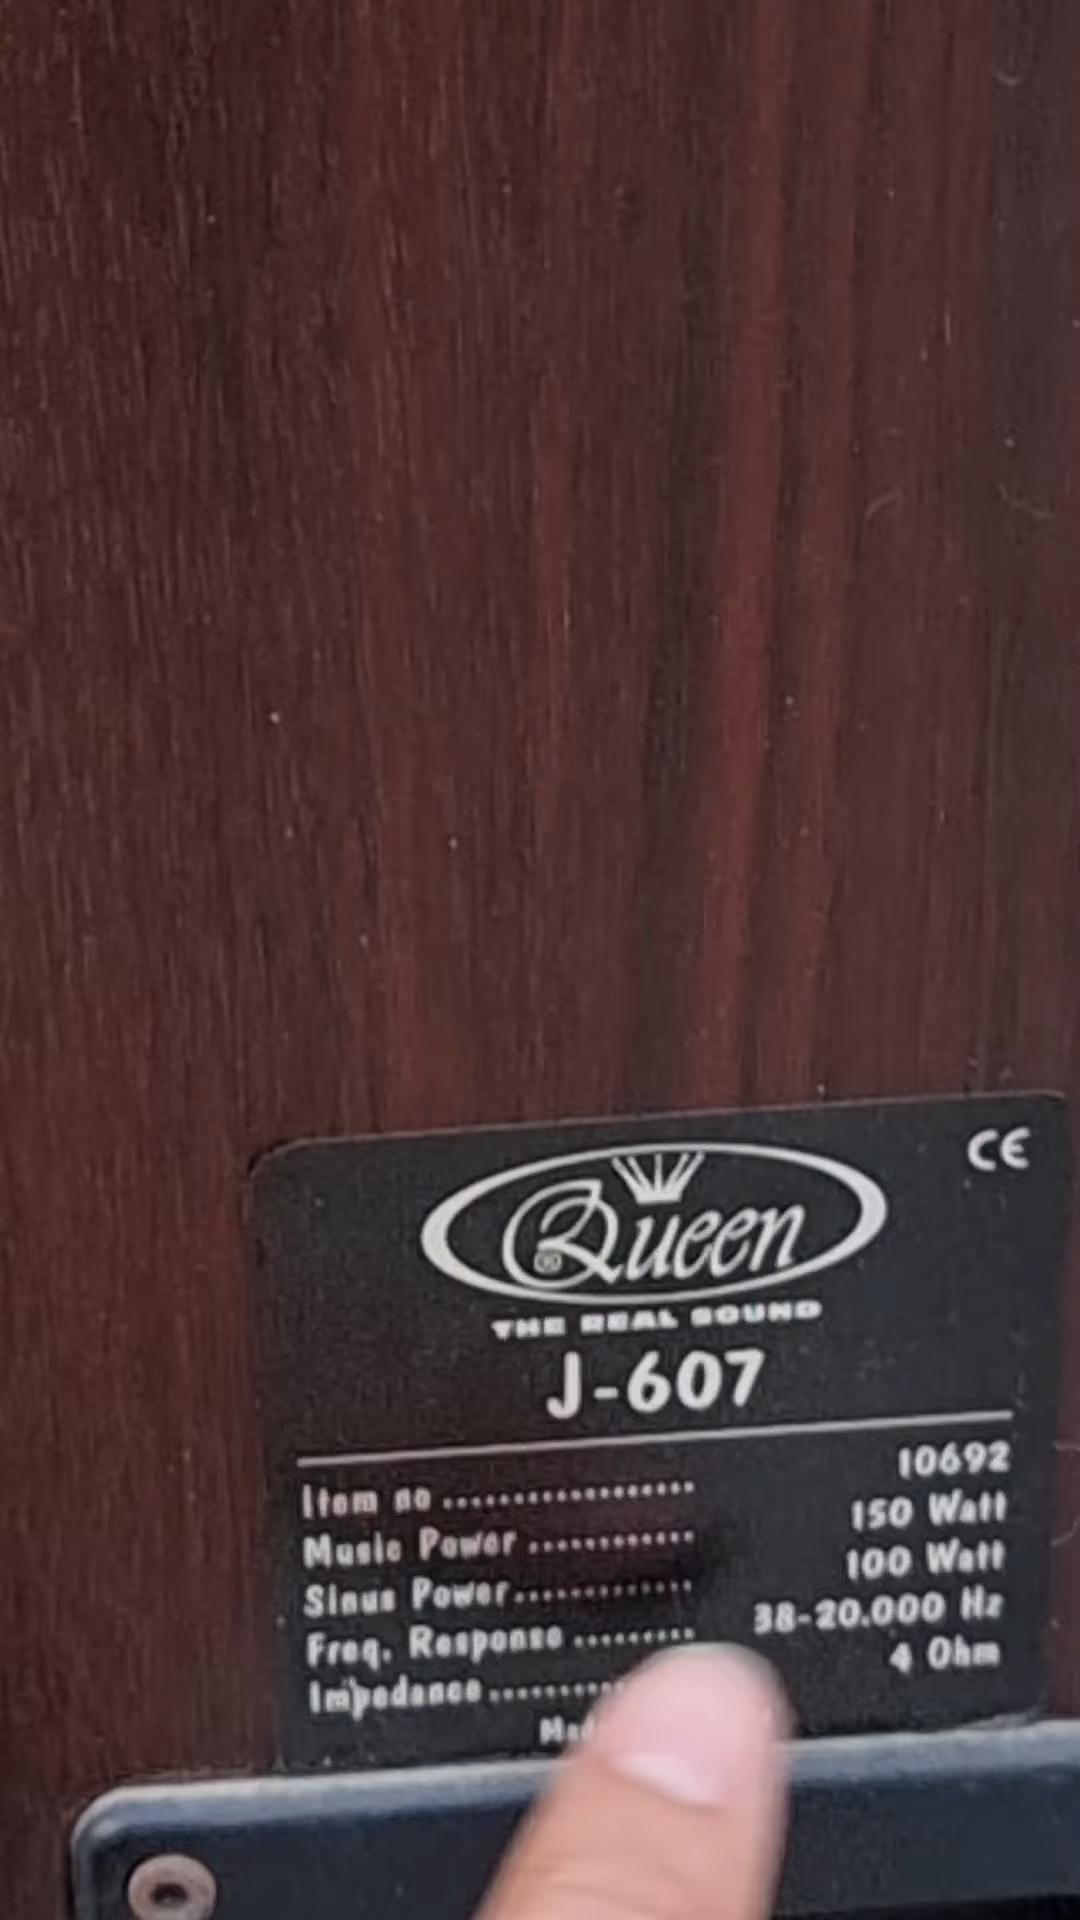 CE
Queen
®
THE REAL SOUND
J-607
Item no .................. 10692
Music Power ............ 150 Watt
Sinus Power............. 100 Watt
Freq. Response ......... 38-20.000 Hz
Impedance.......... 4 Ohm